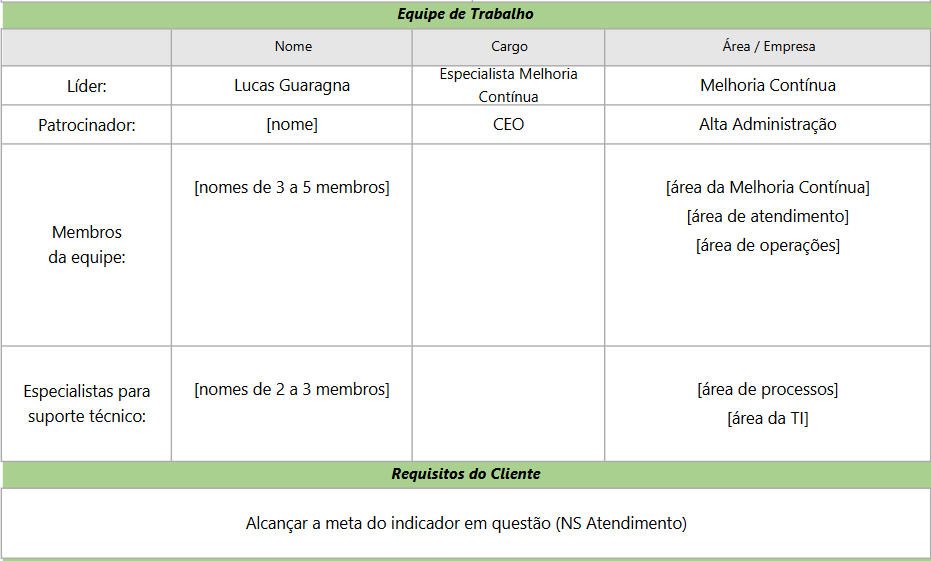 Equipe de Trabalho
Nome Cargo Área / Empresa
Líder: Lucas Guaragna Especialista Melhoria Contínua Melhoria Contínua
Patrocinador: [nome] CEO Alta Administração
Membros
da equipe:
[nomes de 3 a 5 membros]
[área da Melhoria Contínua]
[área de atendimento]
[área de operações]
Especialistas para
suporte técnico:
[nomes de 2 a 3 membros]
[área de processos]
[área da TI]
Requisitos do Cliente
Alcançar a meta do indicador em questão (NS Atendimento)